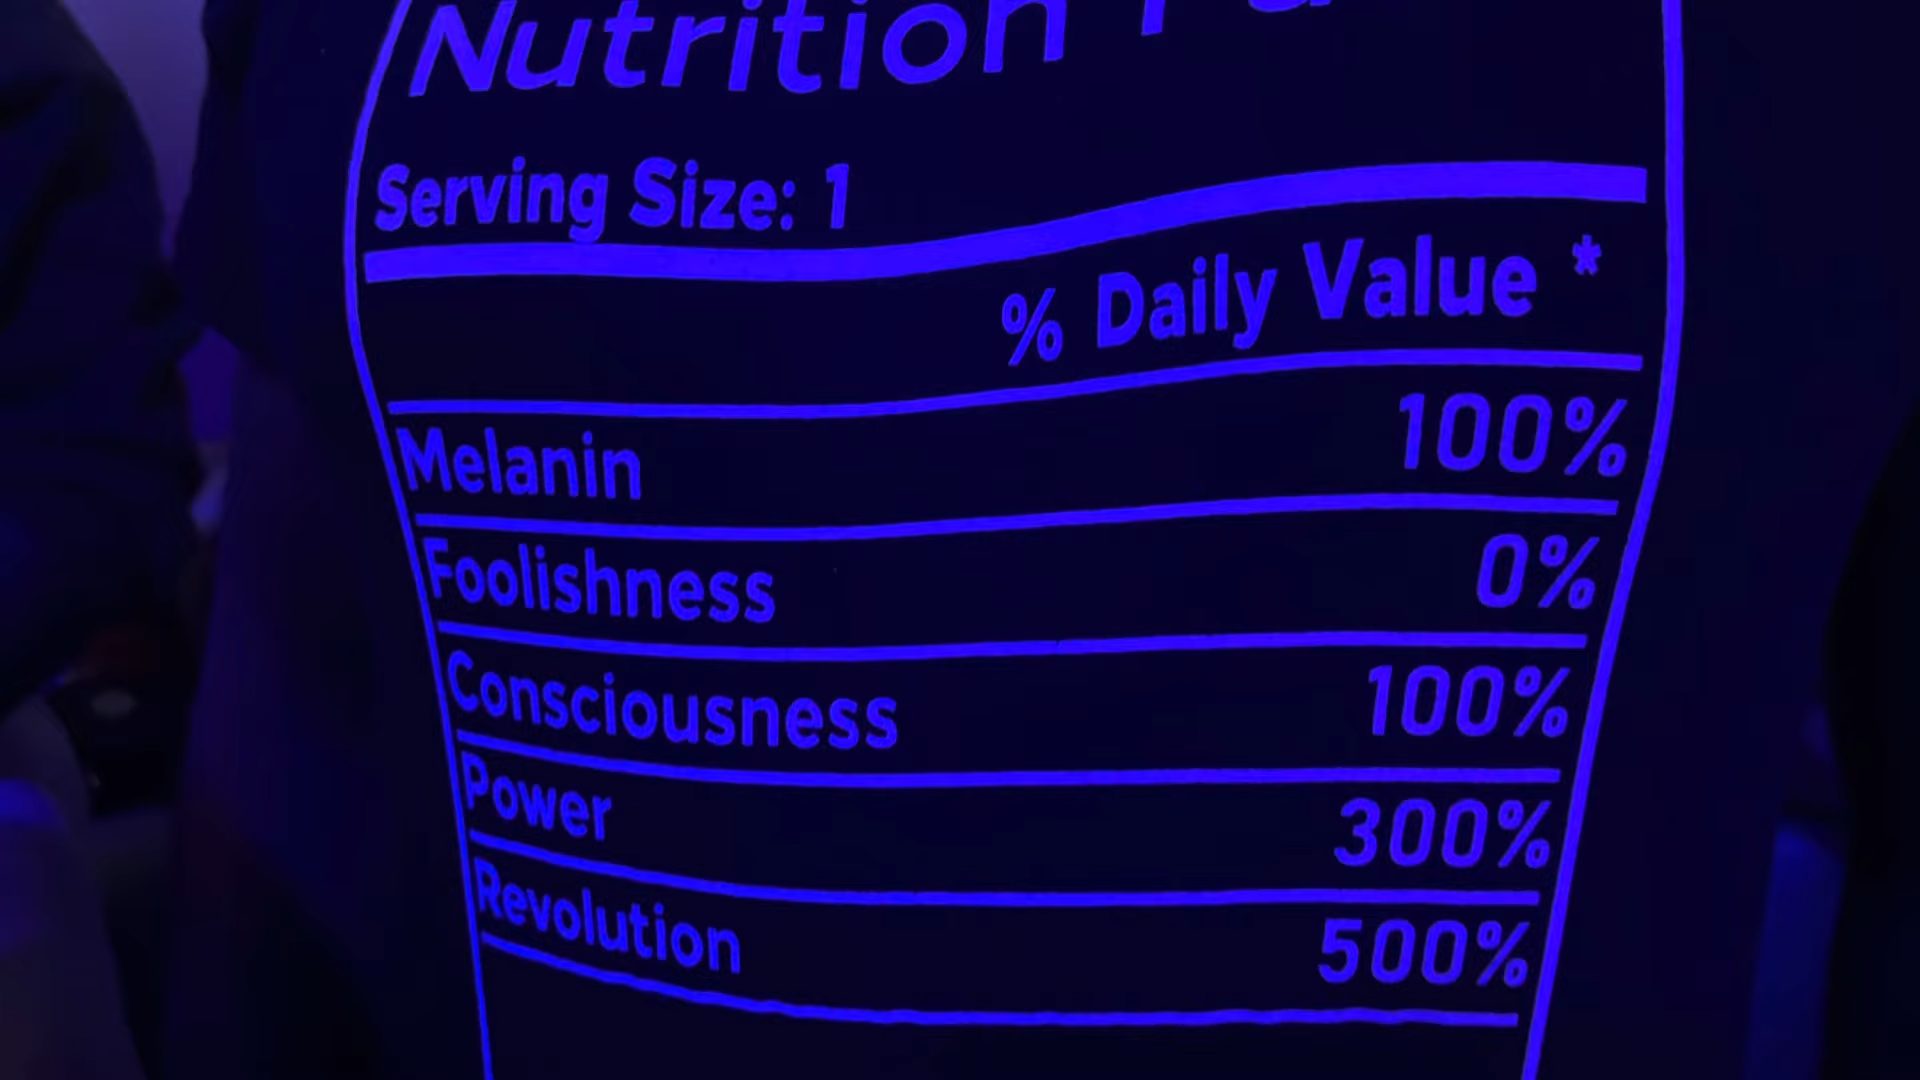 Nutrition
Serving Size: 1
% Daily Value *
Melanin 100%
Foolishness 0%
Consciousness 100%
Power 300%
Revolution 500%